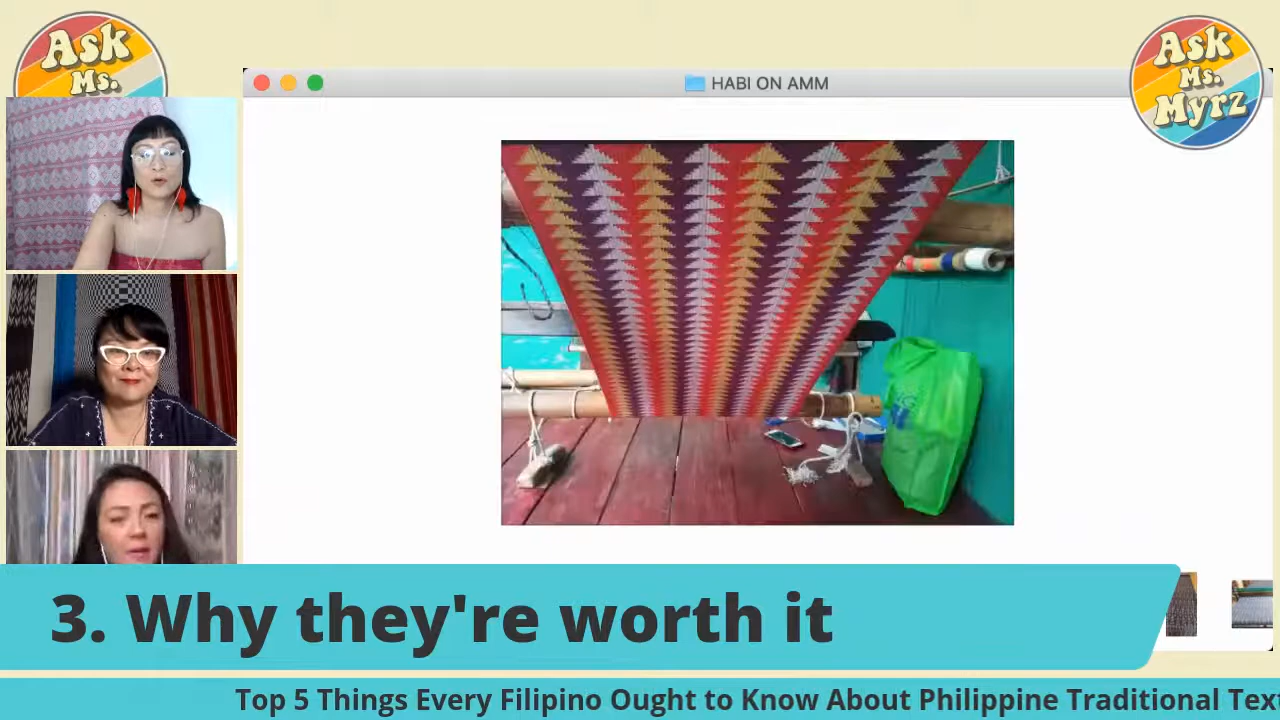 Ask
Ms.
HABI ON AMM
Ask
Ms.
Myrz
3. Why they're worth it
Top 5 Things Every Filipino Ought to Know About Philippine Traditional